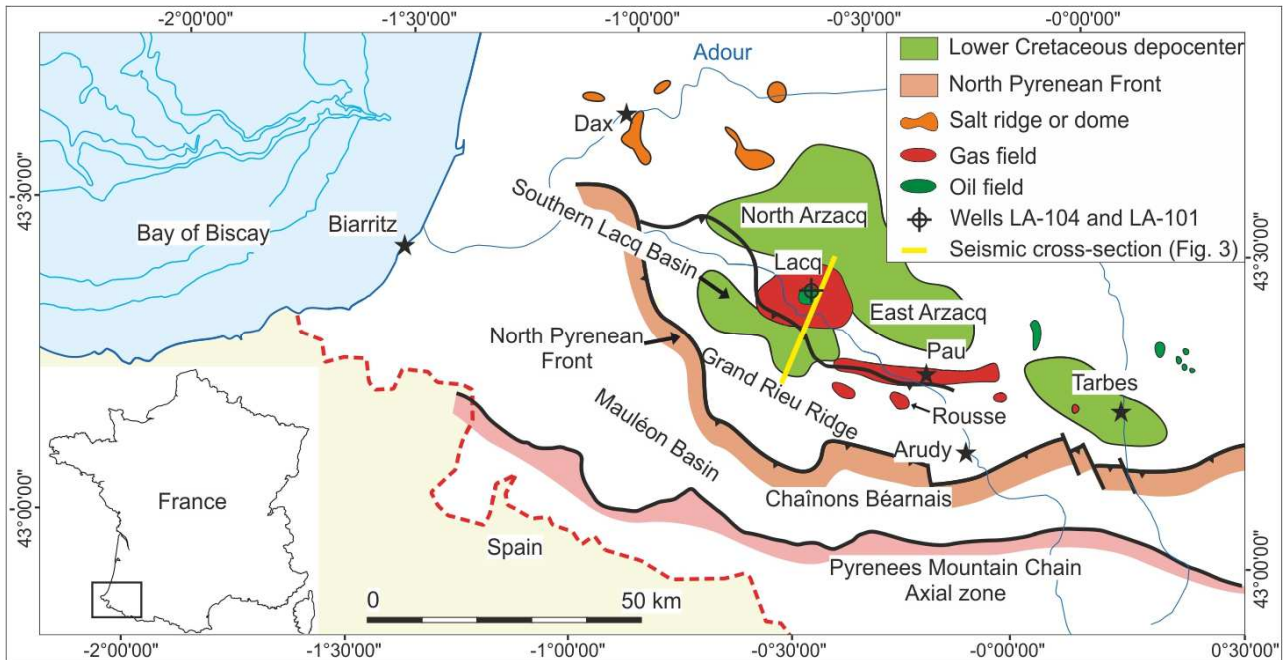 -2°00'00"
-1°30'00"
-1°00'00"
-0°30'00"
-0°00'00"
Adour
Lower Cretaceous depocenter
North Pyrenean Front
Salt ridge or dome
Gas field
Oil field
Wells LA-104 and LA-101
Seismic cross-section (Fig. 3)
Dax
43°30'00"
Bay of Biscay
Biarritz
Southern Lacq Basin
North Arzacq
Lacq
East Arzacq
43°30'00"
North Pyrenean
Front
Grand Rieu Ridge
Pau
Tarbes
Rousse
Mauléon Basin
Arudy
Chaînons Béarnais
France
43°00'00"
Spain
Pyrenees Mountain Chain
Axial zone
43°00'00"
0
50 km
-2°00'00"
-1°30'00"
-1°00'00"
-0°30'00"
-0°00'00"
0°30'00"